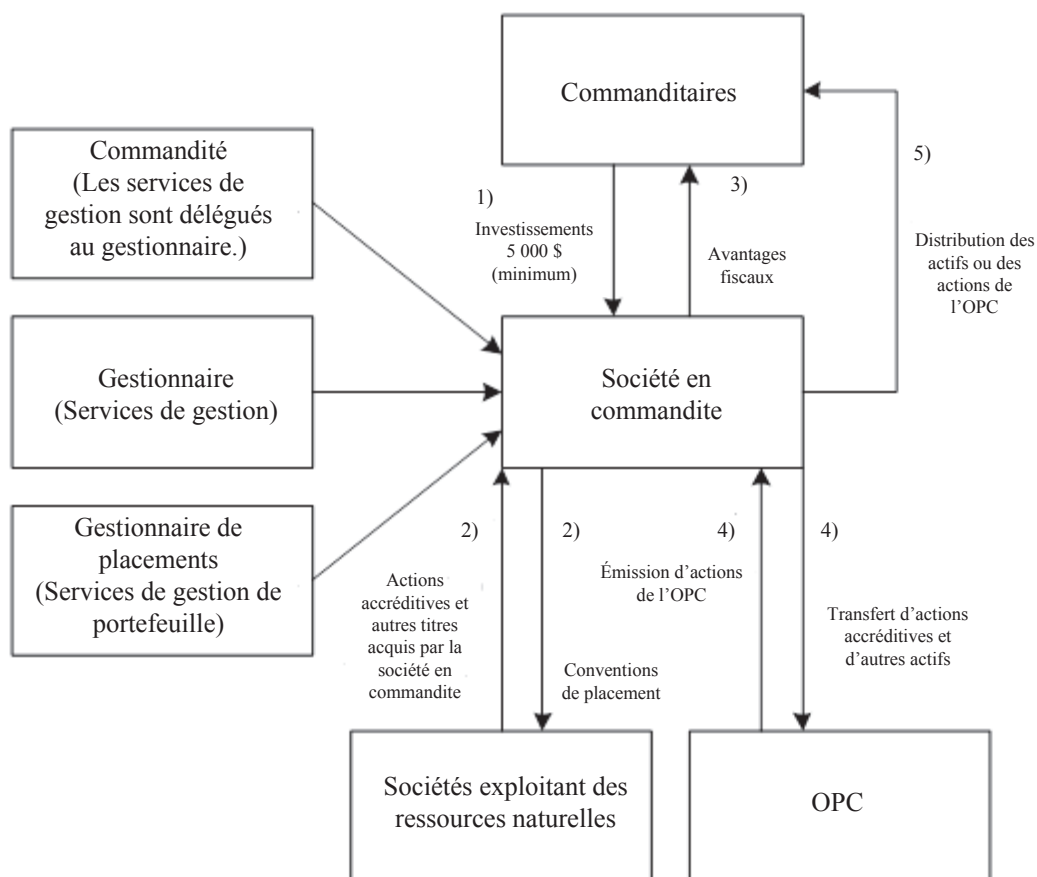 Commanditaires
Commandité
(Les services de
gestion sont délégués
au gestionnaire.)
1)
Investissements
5 000 $
(minimum)
3)
Avantages
fiscaux
5)
Distribution des
actifs ou des
actions de
l’OPC
Gestionnaire
(Services de gestion)
Société en
commandite
Gestionnaire de
placements
(Services de gestion de
portefeuille)
2)
Actions
accréditives et
autres titres
acquis par la
société en
commandite
2)
Conventions
de placement
4)
Émission d’actions
de l’OPC
4)
Transfert d’actions
accréditives et
d’autres actifs
Sociétés exploitant des
ressources naturelles
OPC